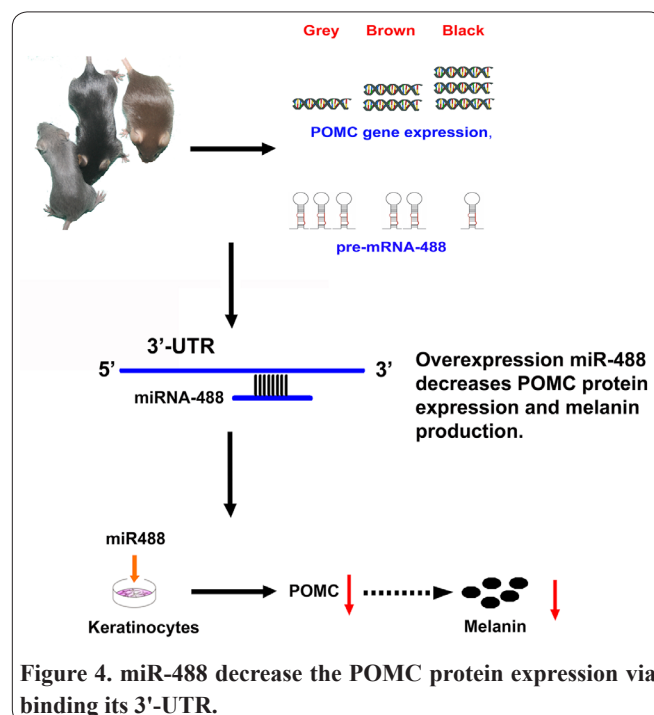 Grey Brown Black
POMC gene expression,
pre-mRNA-488
3’-UTR
5’ 3’
miRNA-488
Overexpression miR-488
decreases POMC protein
expression and melanin
production.
miR488
POMC
Keratinocytes
Melanin
Figure 4. miR-488 decrease the POMC protein expression via
binding its 3'-UTR.